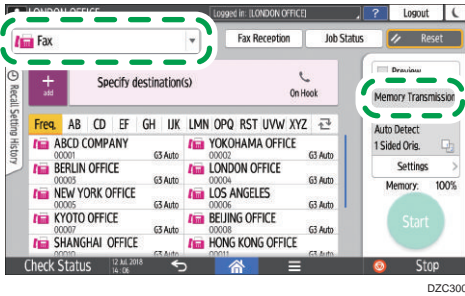 LONDON OFFICE
Logged in: [LONDON OFFICE]
?
Logout
Fax
Fax Reception
Job Status
Reset
Recall Setting History
add
Specify destination(s)
On Hook
Preview
Memory Transmission
Freq. AB CD EF GH IJK LMN OPQ RST UVW XYZ
Auto Detect
1 Sided Orig.
Settings
Memory: 100%
Start
ABCD COMPANY
00001 G3 Auto
YOKOHAMA OFFICE
00002 G3 Auto
BERLIN OFFICE
00003 G3 Auto
LONDON OFFICE
00004 G3 Auto
NEW YORK OFFICE
00005 G3 Auto
LOS ANGELES
00006 G3 Auto
KYOTO OFFICE
00007 G3 Auto
BEIJING OFFICE
00008 G3 Auto
SHANGHAI OFFICE
G3 Auto
HONG KONG OFFICE
G3 Auto
Check Status
12 JUL 2018
14:06
Stop
DZC300